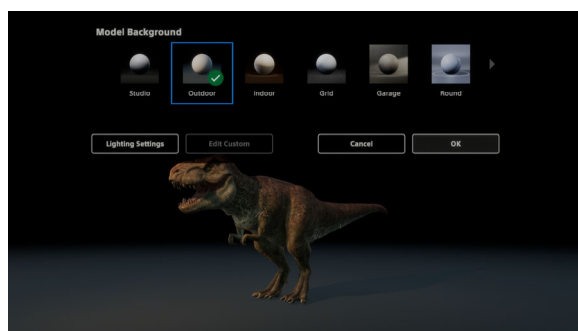 Model Background
Studio
Outdoor
Indoor
Grid
Garage
Round
Lighting Settings
Edit Custom
Cancel
OK